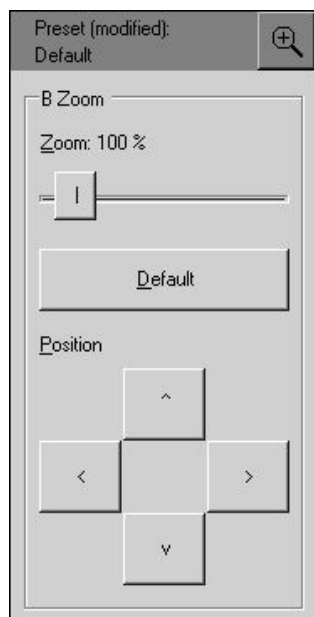 Preset (modified):
Default
B Zoom
Zoom: 100 %
Default
Position
^
< >
v